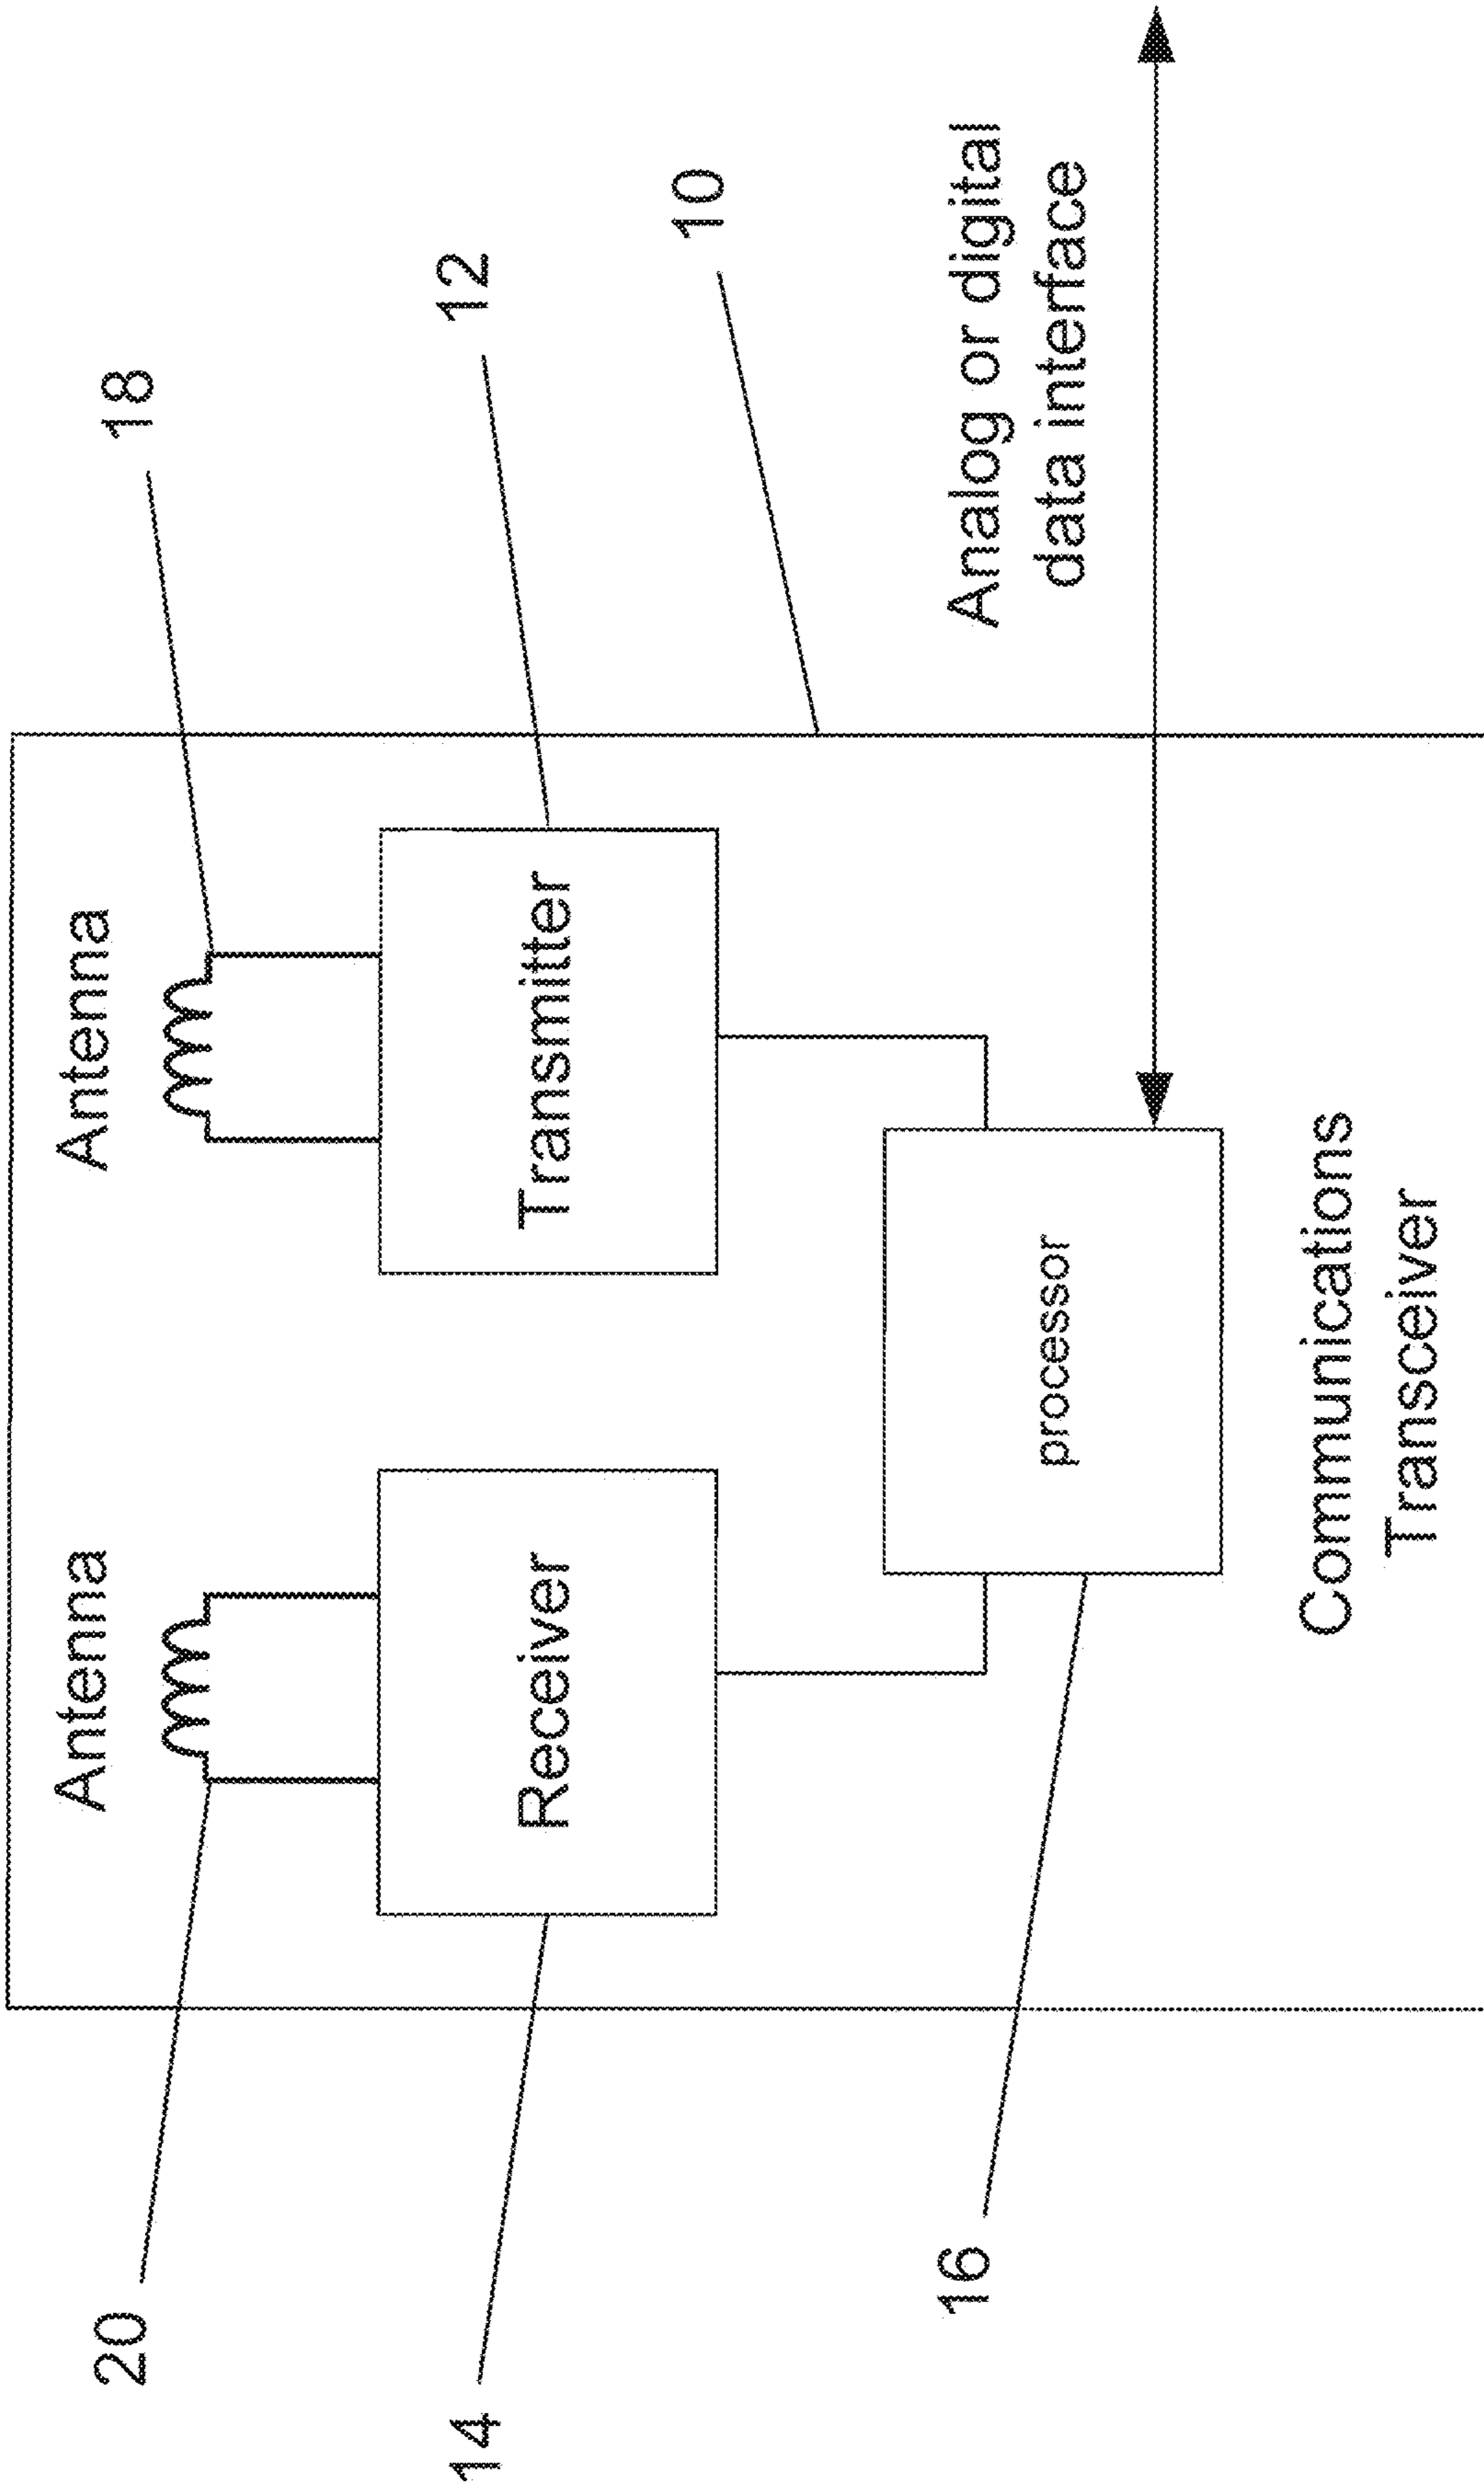 Antenna
Antenna
20
18
Receiver
Transmitter
14
12
10
processor
16
Analog or digital
data interface
Communications
Transceiver